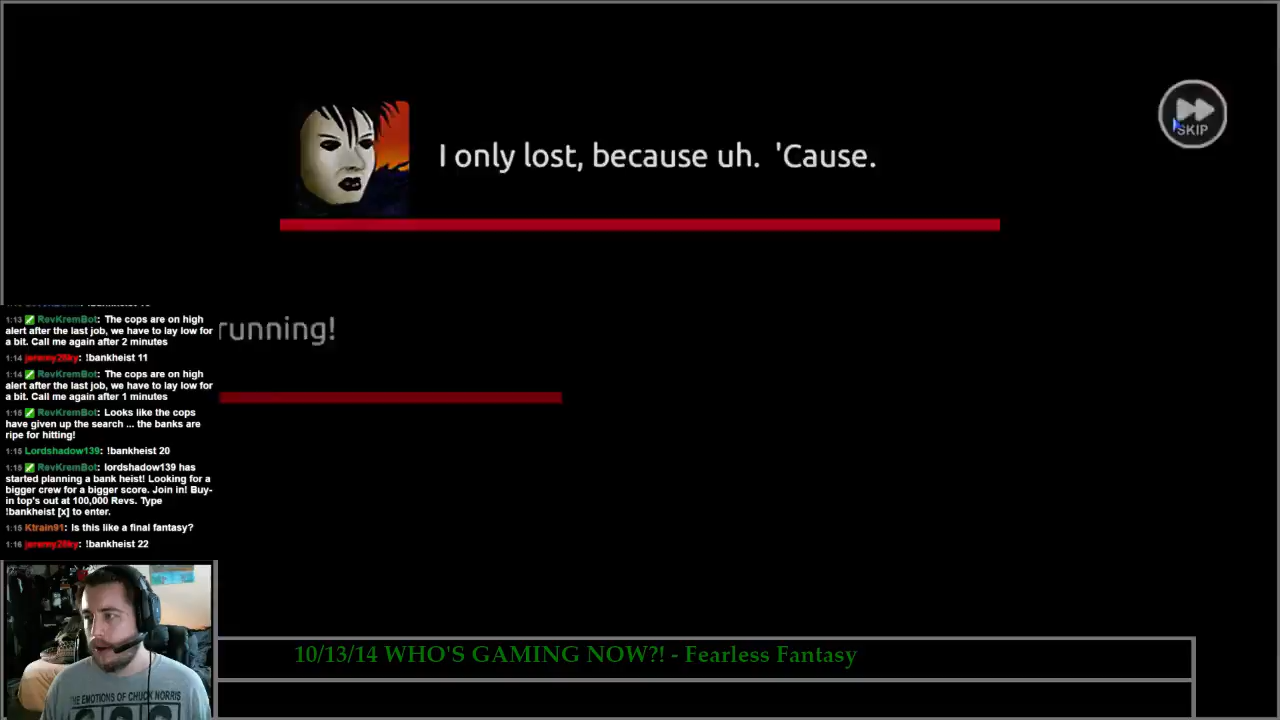 I only lost, because uh.  'Cause.
SKIP
running!
1:13 RevKremBot: The cops are on high
alert after the last job, we have to lay low for
a bit. Call me again after 2 minutes
1:14 jeremy28ky: !bankheist 11
1:14 RevKremBot: The cops are on high
alert after the last job, we have to lay low for
a bit. Call me again after 1 minutes
1:15 RevKremBot: Looks like the cops
have given up the search ... the banks are
ripe for hitting!
1:15 Lordshadow139: !bankheist 20
1:15 RevKremBot: lordshadow139 has
started planning a bank heist! Looking for a
bigger crew for a bigger score. Join in! Buy-
in top's out at 100,000 Revs. Type
!bankheist [x] to enter.
1:15 Ktrain91: Is this like a final fantasy?
1:16 jeremy28ky: !bankheist 22
THE EMOTIONS OF CHUCK NORRIS
10/13/14 WHO'S GAMING NOW?! - Fearless Fantasy